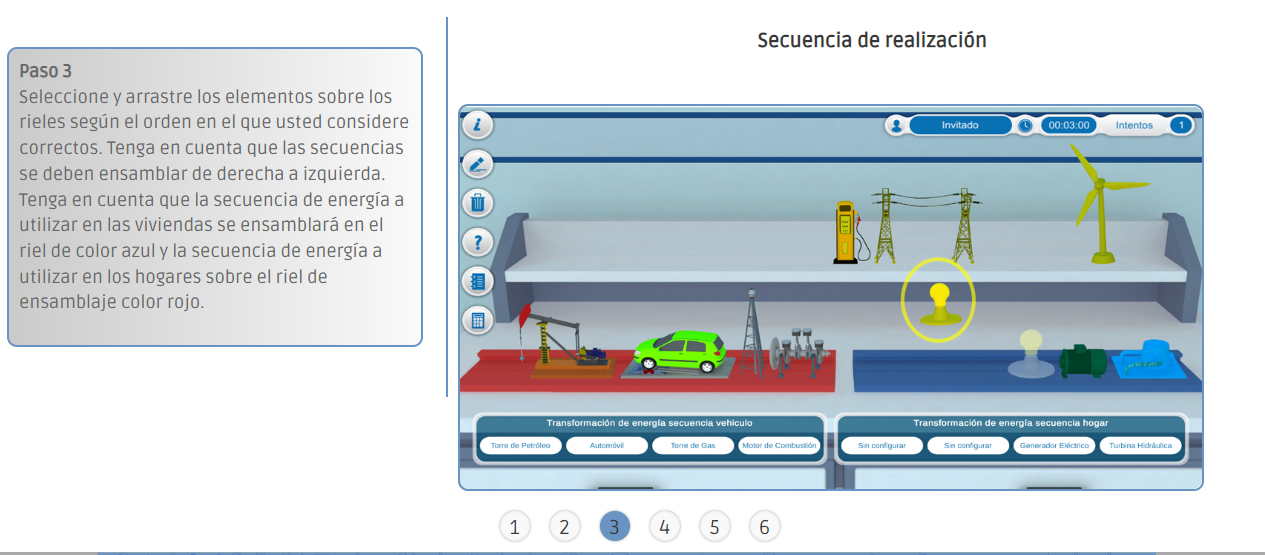 Secuencia de realización
Paso 3
Seleccione y arrastre los elementos sobre los
rieles según el orden en el que usted considere
correctos. Tenga en cuenta que las secuencias
se deben ensamblar de derecha a izquierda.
Tenga en cuenta que la secuencia de energía a
utilizar en las viviendas se ensamblará en el
riel de color azul y la secuencia de energía a
utilizar en los hogares sobre el riel de
ensamblaje color rojo.
i
?
Invitado 00:03:00 Intentos 1
Transformación de energía secuencia vehiculo
Torre de Petróleo Automóvil Torre de Gas Motor de Combustión
Transformación de energía secuencia hogar
Sin configurar Sin configurar Generador Eléctrico Turbina Hidráulica
1 2 3 4 5 6